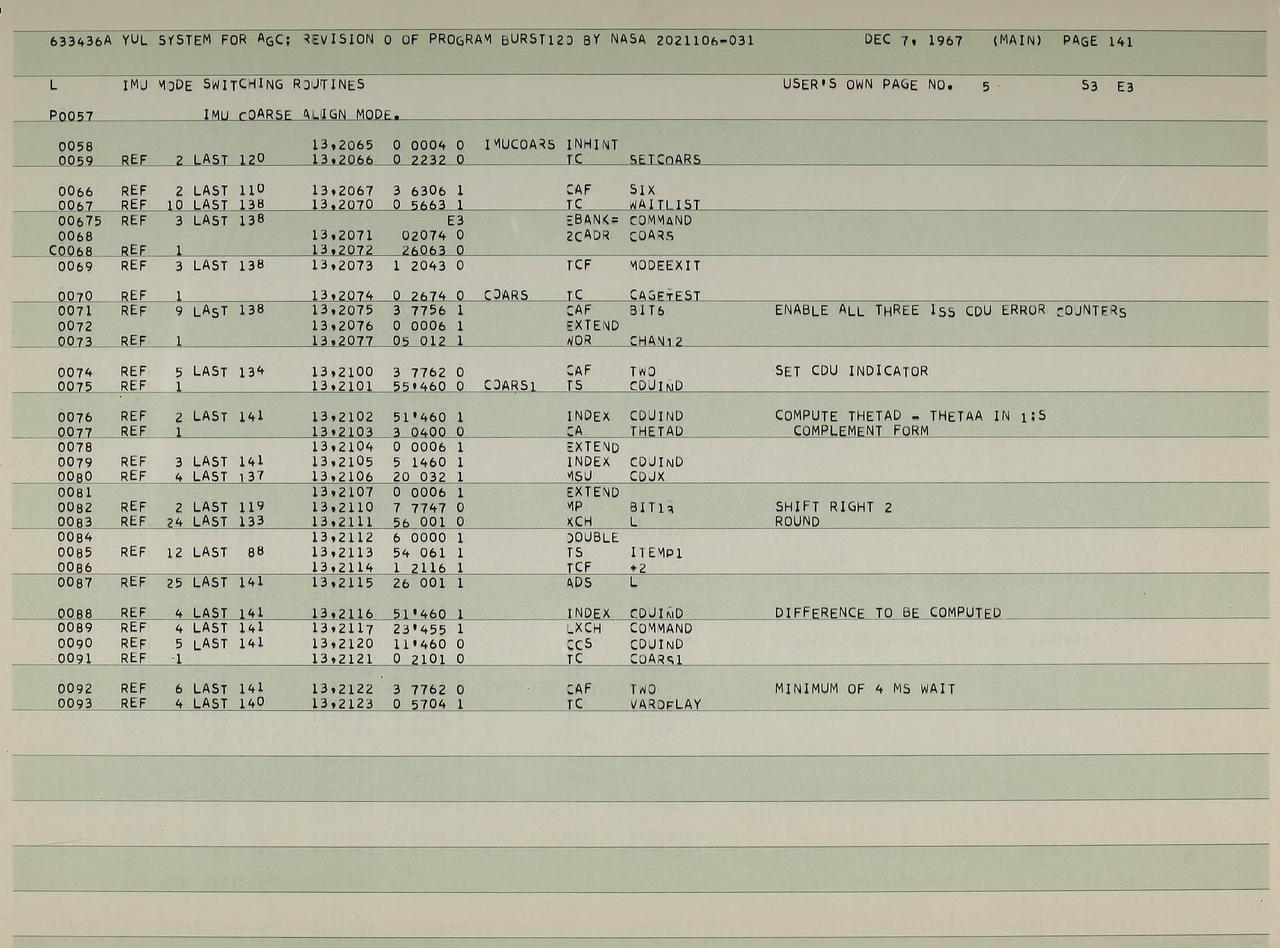 633436A YUL SYSTEM FOR AGC: REVISION 0 OF PROGRAM BURST120 BY NASA 2021106-031 DEC 7, 1967 (MAIN) PAGE 141
L IMU MODE SWITCHING ROUTINES USER'S OWN PAGE NO. 5 S3 E3
P0057 IMU COARSE ALIGN MODE.
0058 13,2065 0 0004 0 IMUCOARS INHINT
0059 REF 2 LAST 120 13,2066 0 2232 0 TC SETCOARS
0066 REF 2 LAST 110 13,2067 3 6306 1 CAF SIX
0067 REF 10 LAST 138 13,2070 0 5663 1 TC WAITLIST
00675 REF 3 LAST 138 E3 EBANK= COMMAND
0068 13,2071 02074 0 2CADR COARS
C0068 REF 1 13,2072 26063 0
0069 REF 3 LAST 138 13,2073 1 2043 0 TCF MODEEXIT
0070 REF 1 13,2074 0 2674 0 COARS TC CAGETEST
0071 REF 9 LAST 138 13,2075 3 7756 1 CAF BIT6 ENABLE ALL THREE ISS CDU ERROR COUNTERS
0072 13,2076 0 0006 1 EXTEND
0073 REF 1 13,2077 05 012 1 WOR CHAN12
0074 REF 5 LAST 134 13,2100 3 7762 0 CAF TWO SET CDU INDICATOR
0075 REF 1 13,2101 55'460 0 COARS1 TS CDUIND
0076 REF 2 LAST 141 13,2102 51'460 1 INDEX CDUIND COMPUTE THETAD - THETAA IN 1:S
0077 REF 1 13,2103 3 0400 0 CA THETAD COMPLEMENT FORM
0078 13,2104 0 0006 1 EXTEND
0079 REF 3 LAST 141 13,2105 5 1460 1 INDEX CDUIND
0080 REF 4 LAST 137 13,2106 20 032 1 MSU CDUX
0081 13,2107 0 0006 1 EXTEND
0082 REF 2 LAST 119 13,2110 7 7747 0 MP BIT13 SHIFT RIGHT 2
0083 REF 24 LAST 133 13,2111 56 001 0 XCH L ROUND
0084 13,2112 6 0000 1 DOUBLE
0085 REF 12 LAST 88 13,2113 54 061 1 TS ITEMP1
0086 13,2114 1 2116 1 TCF +2
0087 REF 25 LAST 141 13,2115 26 001 1 ADS L
0088 REF 4 LAST 141 13,2116 51'460 1 INDEX CDUIND DIFFERENCE TO BE COMPUTED
0089 REF 4 LAST 141 13,2117 23'455 1 LXCH COMMAND
0090 REF 5 LAST 141 13,2120 11'460 0 CCS CDUIND
0091 REF 1 13,2121 0 2101 0 TC COARS1
0092 REF 6 LAST 141 13,2122 3 7762 0 CAF TWO MINIMUM OF 4 MS WAIT
0093 REF 4 LAST 140 13,2123 0 5704 1 TC VARDELAY